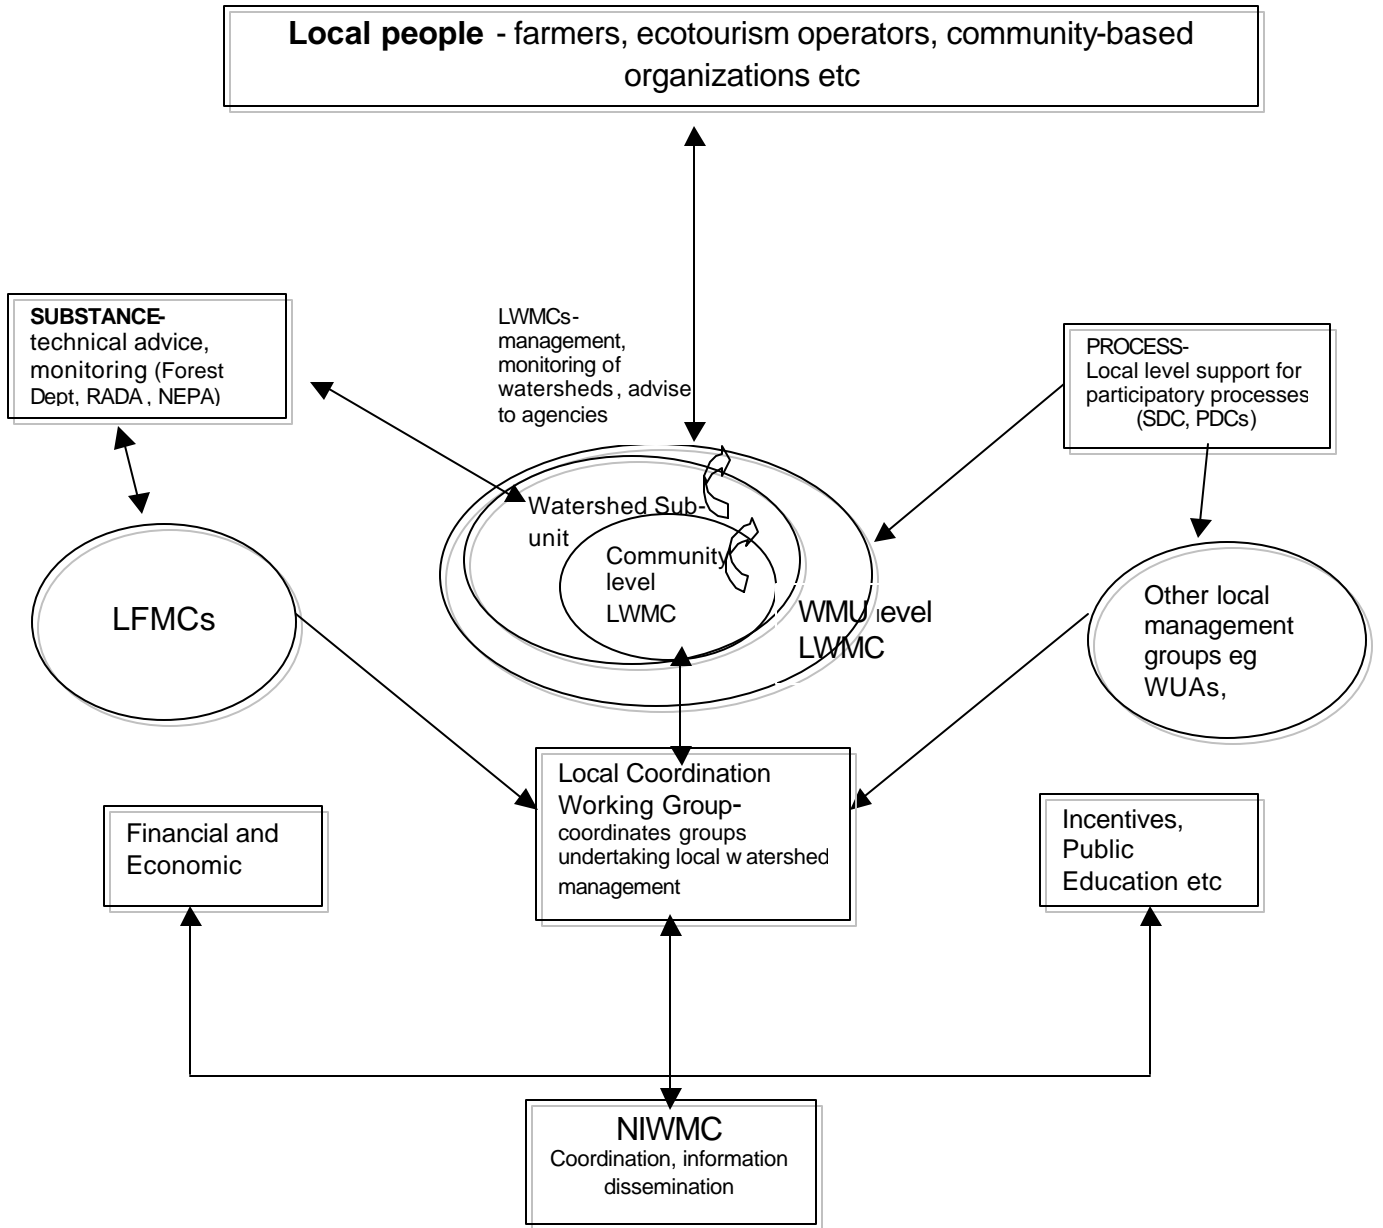 Local people - farmers, ecotourism operators, community-based
organizations etc
SUBSTANCE-
technical advice,
monitoring (Forest
Dept, RADA , NEPA)
LWMCs-
management,
monitoring of
watersheds, advise
to agencies
PROCESS-
Local level support for
participatory processes
(SDC, PDCs)
Watershed Sub-
unit
Community
level
LWMC
WMU level
LWMC
LFMCs
Other local
management
groups eg
WUAs,
Local Coordination
Working Group-
coordinates groups
undertaking local watershed
management
Financial and
Economic
Incentives,
Public
Education etc
NIWMC
Coordination, information
dissemination